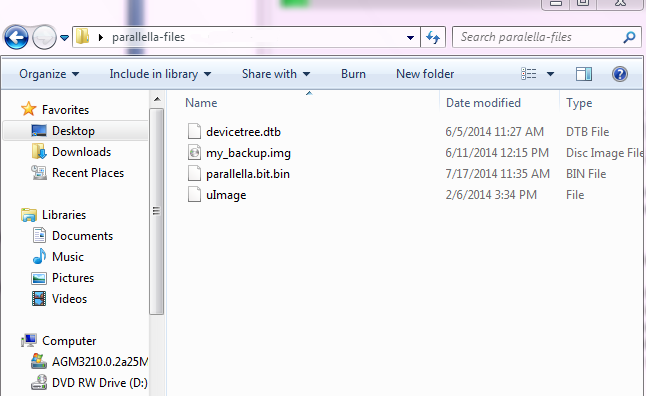 parallella-files
Search paralella-files
Organize Include in library Share with Burn New folder
Name Date modified Type
devicetree.dtb 6/5/2014 11:27 AM DTB File
my_backup.img 6/11/2014 12:15 PM Disc Image File
parallella.bit.bin 7/17/2014 11:35 AM BIN File
uImage 2/6/2014 3:34 PM File
Favorites
Desktop
Downloads
Recent Places
Libraries
Documents
Music
Pictures
Videos
Computer
AGM3210.0.2a25M
DVD RW Drive (D:)